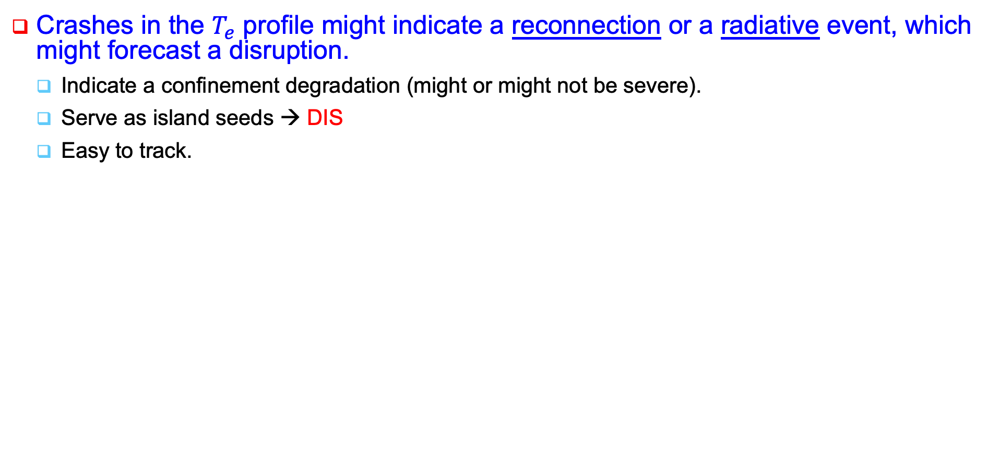 Crashes in the Te profile might indicate a reconnection or a radiative event, which
might forecast a disruption.
Indicate a confinement degradation (might or might not be severe).
Serve as island seeds → DIS
Easy to track.